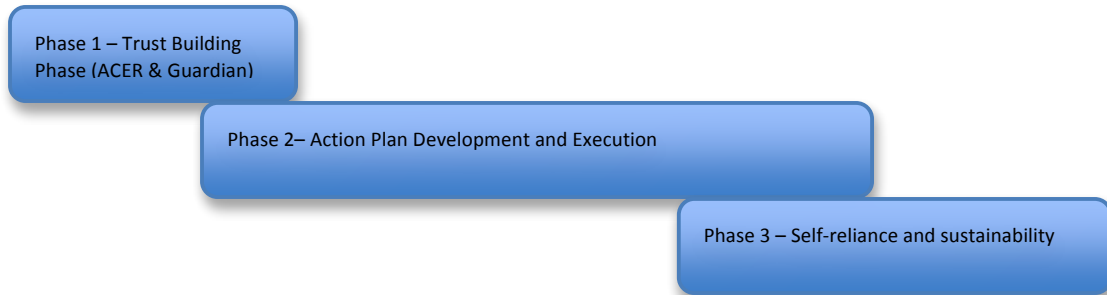 Phase 1 – Trust Building
Phase (ACER & Guardian)
Phase 2– Action Plan Development and Execution
Phase 3 – Self-reliance and sustainability